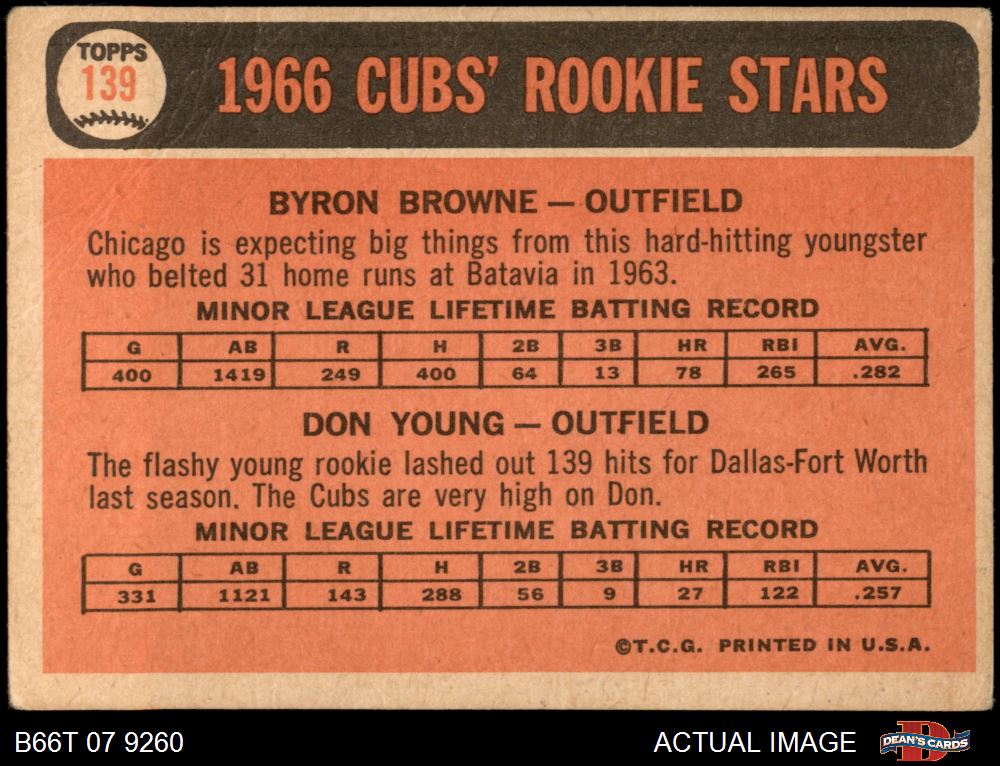 TOPPS
139
1966 CUBS' ROOKIE STARS
BYRON BROWNE — OUTFIELD
Chicago is expecting big things from this hard-hitting youngster
who belted 31 home runs at Batavia in 1963.
MINOR LEAGUE LIFETIME BATTING RECORD
G AB R H 2B 3B HR RBI AVG.
400 1419 249 400 64 13 78 265 .282
DON YOUNG — OUTFIELD
The flashy young rookie lashed out 139 hits for Dallas-Fort Worth
last season. The Cubs are very high on Don.
MINOR LEAGUE LIFETIME BATTING RECORD
G AB R H 2B 3B HR RBI AVG.
331 1121 143 288 56 9 27 122 .257
©T.C.G. PRINTED IN U.S.A.
B66T 07 9260
ACTUAL IMAGE
DEAN'S CARDS